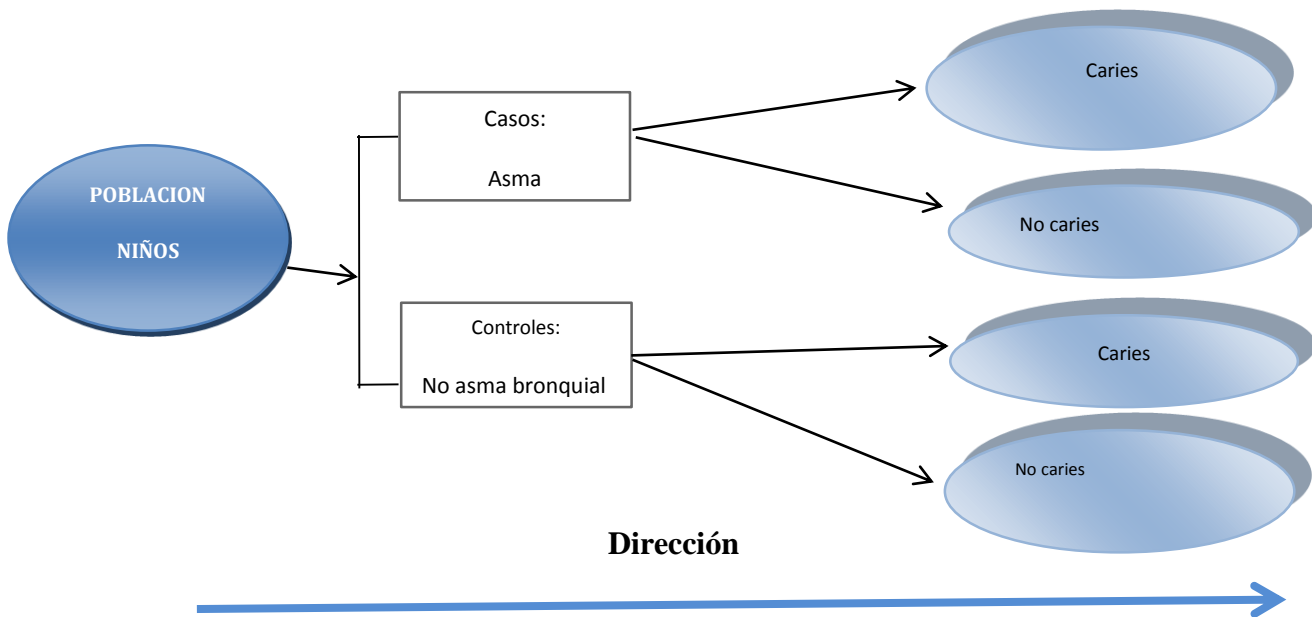 POBLACION
NIÑOS
Casos:
Asma
Controles:
No asma bronquial
Caries
No caries
Caries
No caries
Dirección